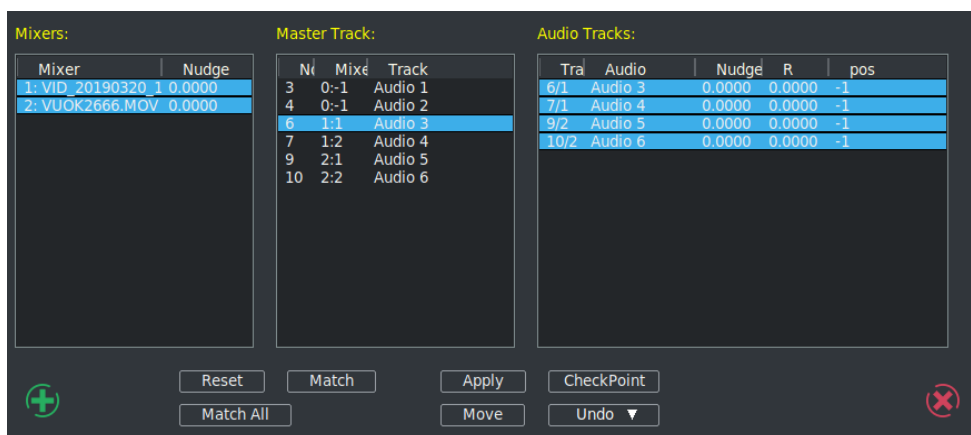 Mixers:
Mixer Nudge
1: VID_20190320_1 0.0000
2: VUOK2666.MOV 0.0000
Master Track:
No Mixe Track
3 0:-1 Audio 1
4 0:-1 Audio 2
6 1:1 Audio 3
7 1:2 Audio 4
9 2:1 Audio 5
10 2:2 Audio 6
Audio Tracks:
Tra Audio Nudge R pos
6/1 Audio 3 0.0000 0.0000 -1
7/1 Audio 4 0.0000 0.0000 -1
9/2 Audio 5 0.0000 0.0000 -1
10/2 Audio 6 0.0000 0.0000 -1
Reset Match Apply CheckPoint
Match All Move Undo ▼